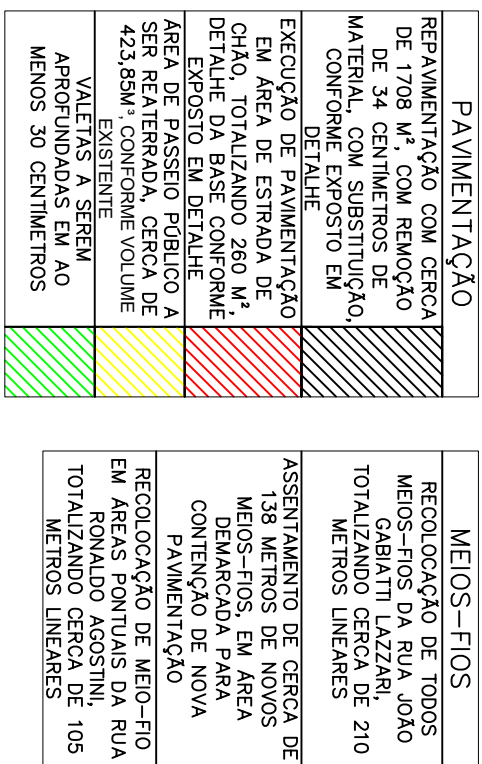 PAVIMENTAÇÃO
REPAVIMENTAÇÃO COM CERCA
DE 1708 M², COM REMOÇÃO
DE 34 CENTÍMETROS DE
MATERIAL, COM SUBSTITUIÇÃO,
CONFORME EXPOSTO EM
DETALHE
EXECUÇÃO DE PAVIMENTAÇÃO
EM ÁREA DE ESTRADA DE
CHÃO, TOTALIZANDO 260 M²,
DETALHE DA BASE CONFORME
EXPOSTO EM DETALHE
ÁREA DE PASSEIO PÚBLICO A
SER REATERRADA, CERCA DE
423,85M³, CONFORME VOLUME
EXISTENTE
VALETAS A SEREM
APROFUNDADAS EM AO
MENOS 30 CENTÍMETROS
MEIOS-FIOS
RECOLOCAÇÃO DE TODOS
MEIOS-FIOS DA RUA JOÃO
GABIATTI LAZZARI,
TOTALIZANDO CERCA DE 210
METROS LINEARES
ASSENTAMENTO DE CERCA DE
138 METROS DE NOVOS
MEIOS-FIOS, EM ÁREA
DEMARCADA PARA
CONTENÇÃO DE NOVA
PAVIMENTAÇÃO
RECOLOCAÇÃO DE MEIO-FIO
EM ÁREAS PONTUAIS DA RUA
RONALDO AGOSTINI,
TOTALIZANDO CERCA DE 105
METROS LINEARES